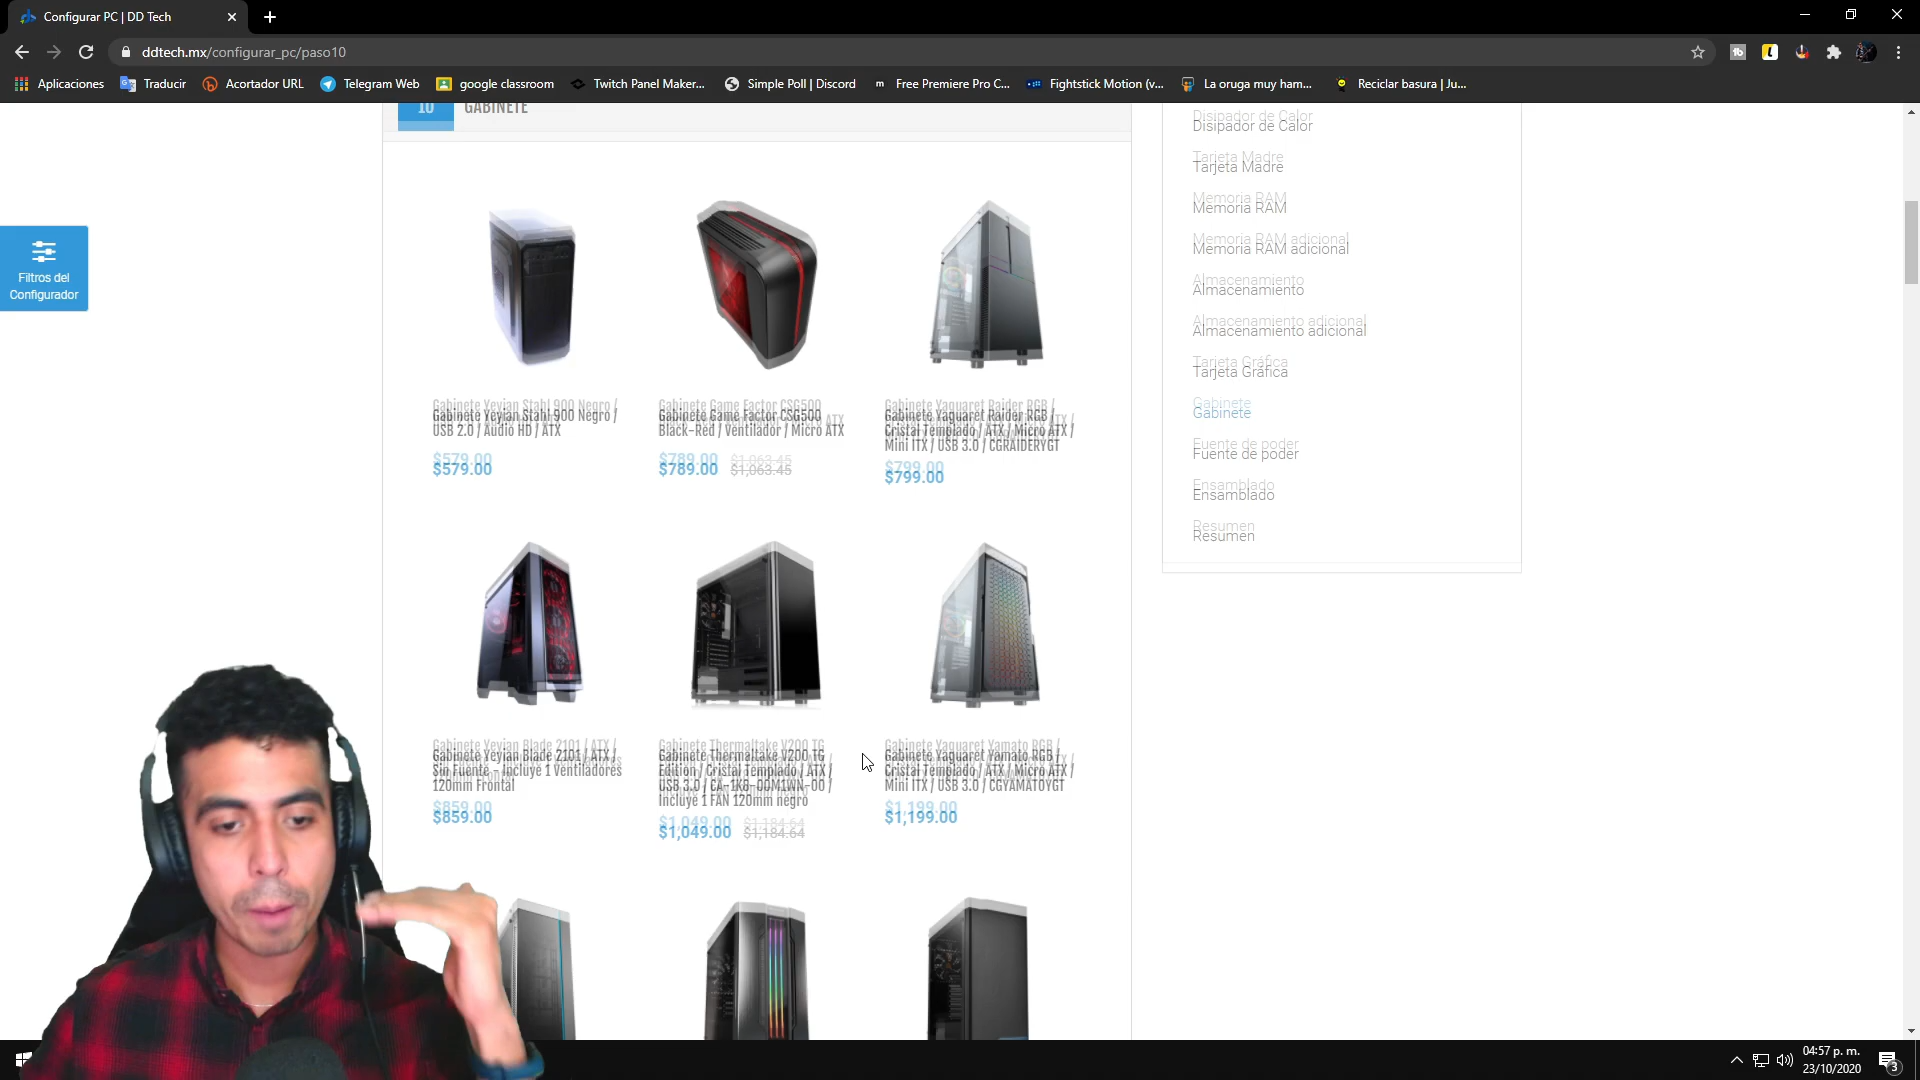 Configurar PC | DD Tech
ddtech.mx/configurar_pc/paso10
Aplicaciones
Traducir
Acortador URL
Telegram Web
google classroom
Twitch Panel Maker...
Simple Poll | Discord
Free Premiere Pro C...
Fightstick Motion (v...
La oruga muy ham...
Reciclar basura | Ju...
10 GABINETE
Filtros del
Configurador
Gabinete Yeyian Stahl 900 Negro /
USB 2.0 / Audio HD / ATX
$579.00
Gabinete Game Factor CSG500
Black-Red / Ventilador / Micro ATX
$789.00 $1,063.45
Gabinete Yaguaret Raider RGB /
Cristal Templado / ATX / Micro ATX /
Mini ITX / USB 3.0 / CGRAIDERYGT
$799.00
Gabinete Yeyian Blade 2101 / ATX /
Sin Fuente - Incluye 1 Ventiladores
120mm Frontal
$859.00
Gabinete Thermaltake V200 TG
Edition / Cristal Templado / ATX /
USB 3.0 / CA-1K8-00M1WN-00 /
Incluye 1 FAN 120mm negro
$1,049.00 $1,184.64
Gabinete Yaguaret Yamato RGB /
Cristal Templado / ATX / Micro ATX /
Mini ITX / USB 3.0 / CGYAMATOYGT
$1,199.00
Disipador de Calor
Tarjeta Madre
Memoria RAM
Memoria RAM adicional
Almacenamiento
Almacenamiento adicional
Tarjeta Gráfica
Gabinete
Fuente de poder
Ensamblado
Resumen
04:57 p. m.
23/10/2020
3